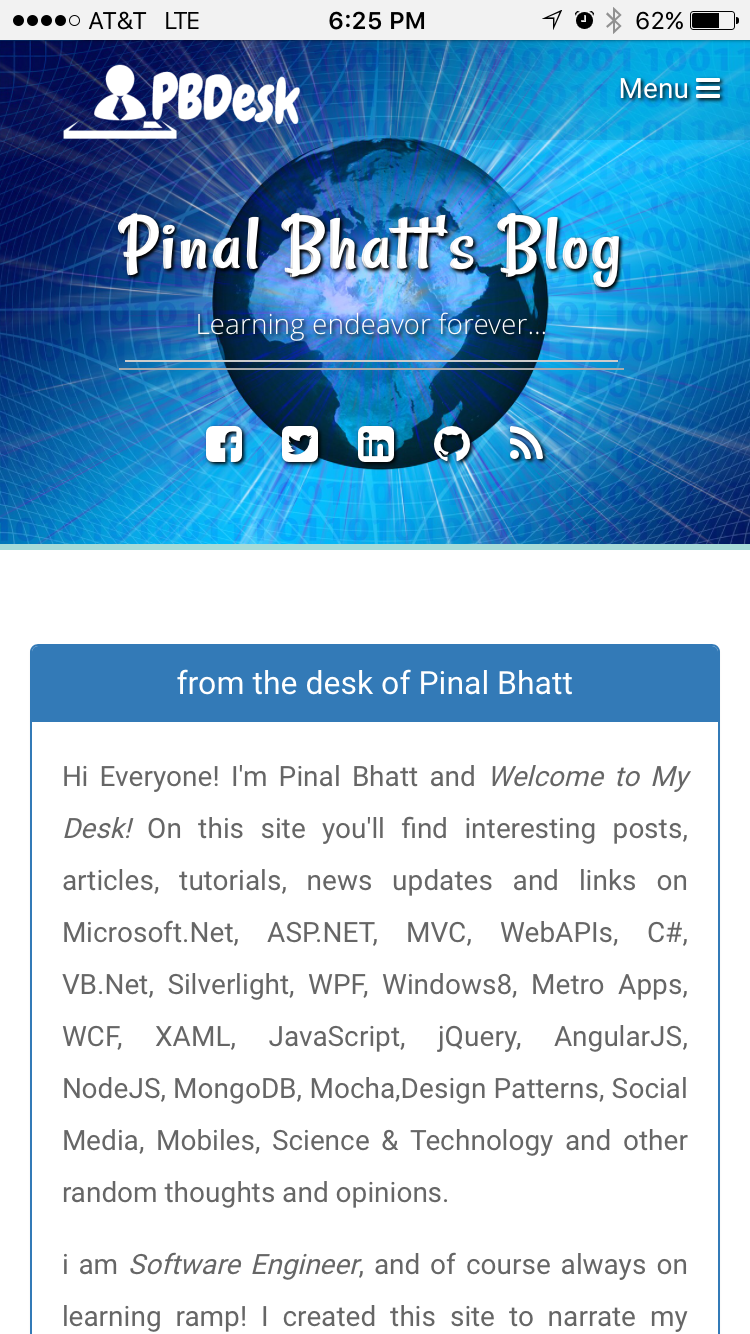 AT&T LTE 6:25 PM 62%
PBDesk
Menu
Pinal Bhatt's Blog
Learning endeavor forever...
from the desk of Pinal Bhatt
Hi Everyone! I'm Pinal Bhatt and Welcome to My
Desk! On this site you'll find interesting posts,
articles, tutorials, news updates and links on
Microsoft.Net, ASP.NET, MVC, WebAPIs, C#,
VB.Net, Silverlight, WPF, Windows8, Metro Apps,
WCF, XAML, JavaScript, jQuery, AngularJS,
NodeJS, MongoDB, Mocha,Design Patterns, Social
Media, Mobiles, Science & Technology and other
random thoughts and opinions.
i am Software Engineer, and of course always on
learning ramp! I created this site to narrate my